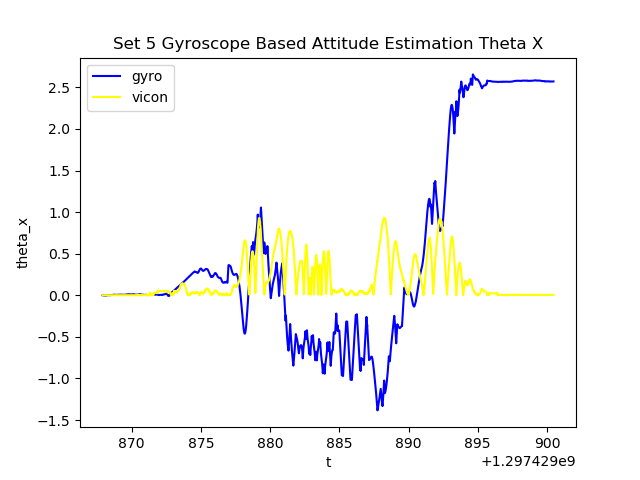 Set 5 Gyroscope Based Attitude Estimation Theta X
gyro
vicon
theta_x
2.5
2.0
1.5
1.0
0.5
0.0
−0.5
−1.0
−1.5
870 875 880 885 890 895 900
t
+1.297429e9